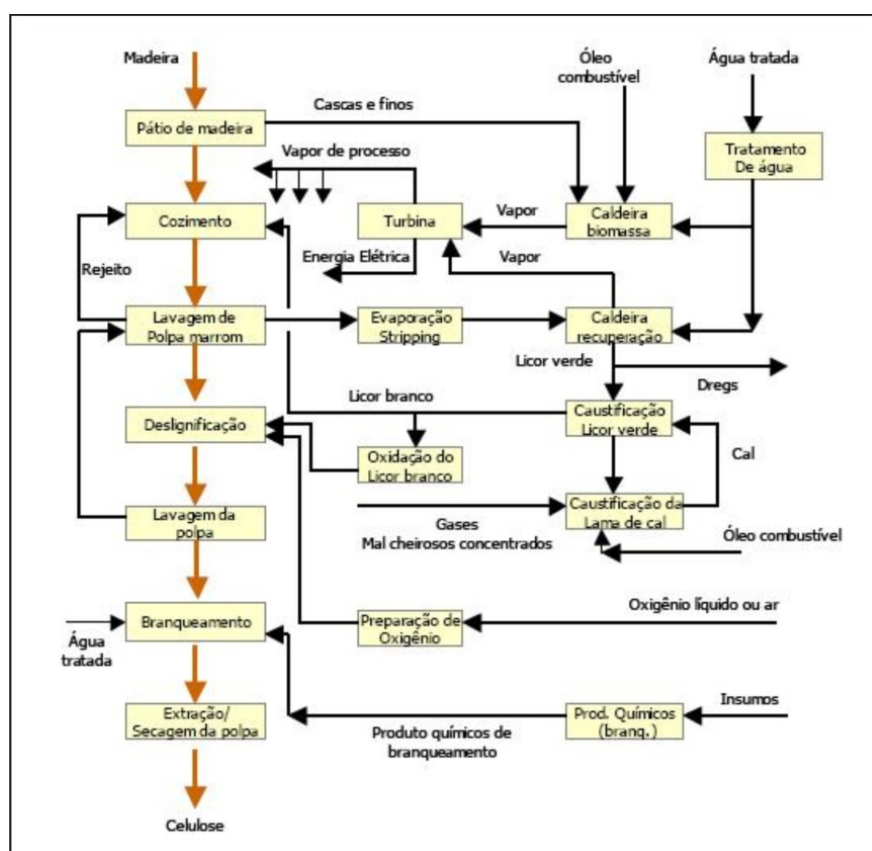 Madeira
Óleo
combustível
Água tratada
Cascas e finos
Pátio de madeira
Tratamento
De água
Vapor de processo
Cozimento
Turbina
Vapor
Caldeira
biomassa
Rejeito
Energia Elétrica
Vapor
Lavagem de
Polpa marrom
Evaporação
Stripping
Caldeira
recuperação
Licor verde
Dregs
Licor branco
Deslignificação
Caustificação
Licor verde
Oxidação do
Licor branco
Cal
Lavagem da
polpa
Gases
Mal cheirosos concentrados
Caustificação da
Lama de cal
Óleo combustível
Oxigênio líquido ou ar
Branqueamento
Preparação de
Oxigênio
Água
tratada
Insumos
Extração/
Secagem da polpa
Produto químicos de
branqueamento
Prod. Químicos
(branq.)
Celulose